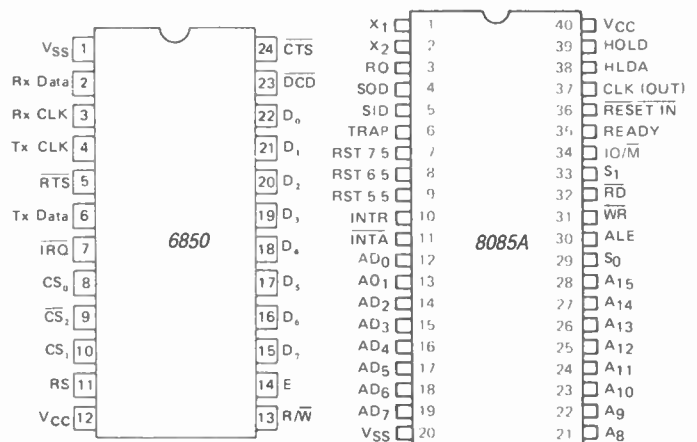 VSS 1
Rx Data 2
Rx CLK 3
Tx CLK 4
RTS 5
Tx Data 6
IRQ 7
CS0 8
CS2 9
CS1 10
RS 11
VCC 12
6850
24 CTS
23 DCD
22 D0
21 D1
20 D2
19 D3
18 D4
17 D5
16 D6
15 D7
14 E
13 R/W
X1 1
X2 2
RO 3
SOD 4
SID 5
TRAP 6
RST 7 5 7
RST 6 5 8
RST 5 5 9
INTR 10
INTA 11
AD0 12
AO1 13
AD2 14
AD3 15
AD4 16
AD5 17
AD6 18
AD7 19
VSS 20
8085A
40 VCC
39 HOLD
38 HLDA
37 CLK (OUT)
36 RESET IN
35 READY
34 IO/M
33 S1
32 RD
31 WR
30 ALE
29 S0
28 A15
27 A14
26 A13
25 A12
24 A11
23 A10
22 A9
21 A8